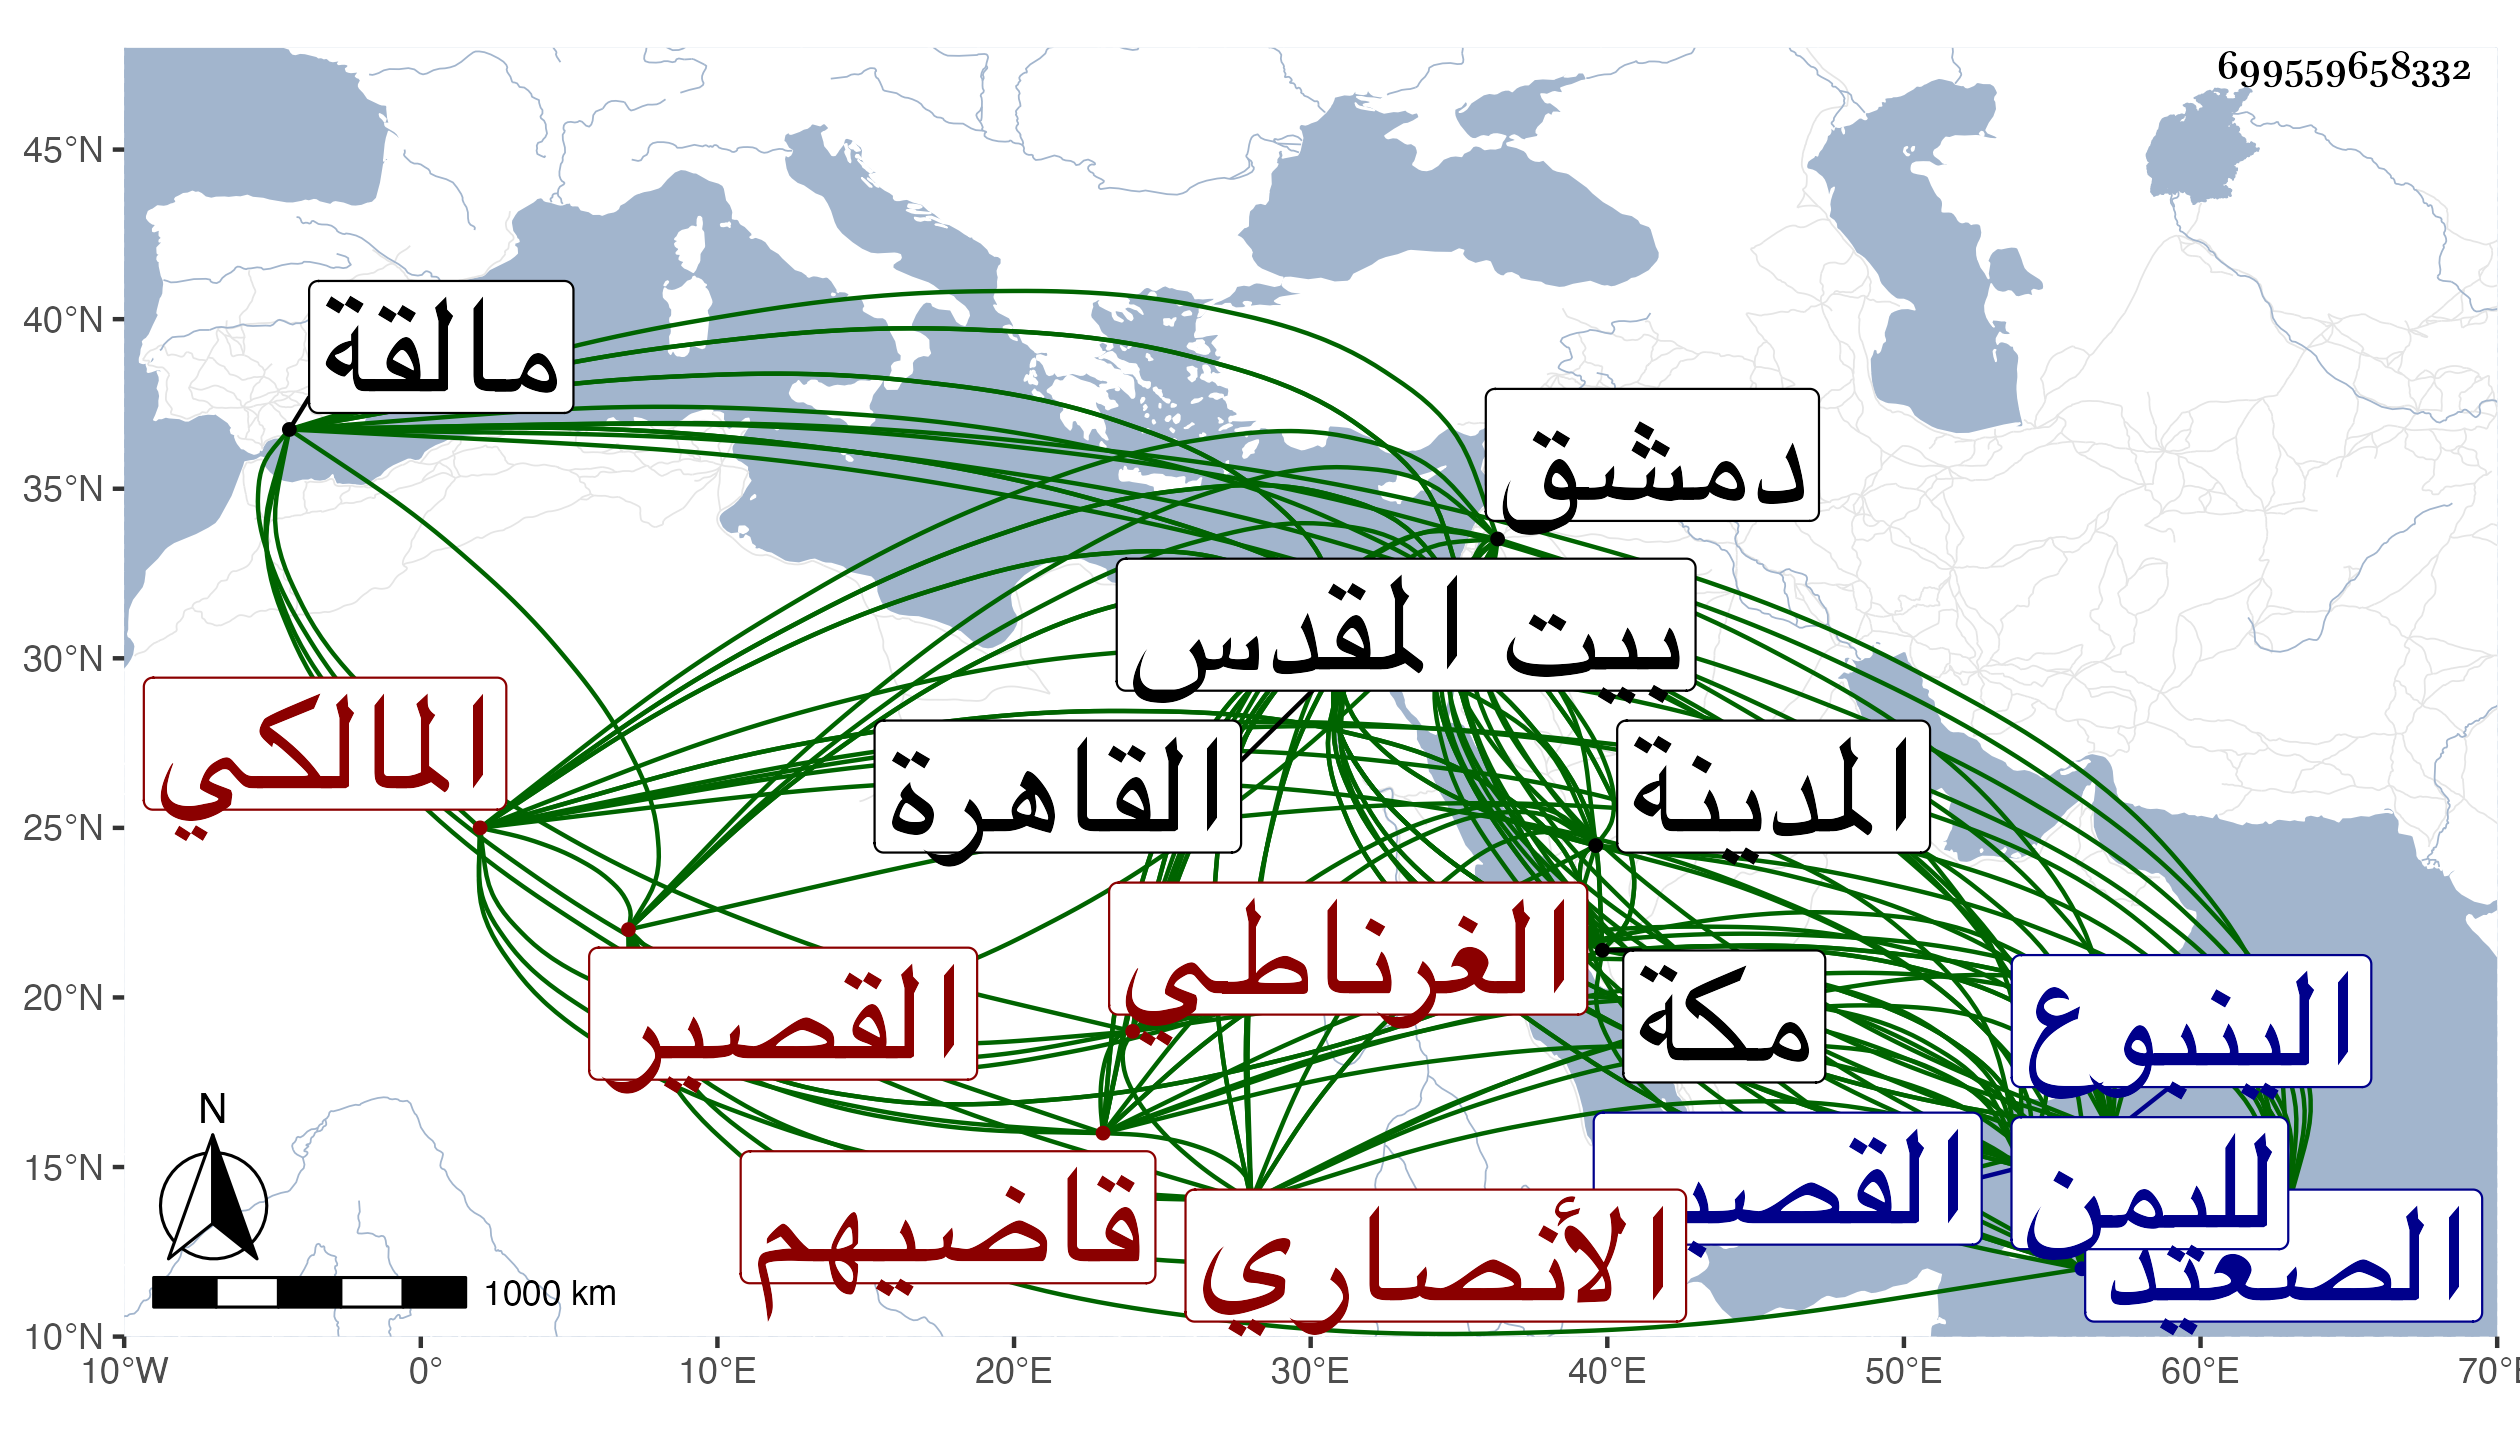 699559658332
45°N
40°N
35°N
30°N
25°N
20°N
15°N
10°N
مالقة
دمشق
بيت المقدس
المالكي
القاهرة
المدينة
الغرناطي
القصير
مكة
الينبوع
القصير
لليمن
قاضيهم
الأنصاري
الصعيد
N
1000 km
10°W 0° 10°E 20°E 30°E 40°E 50°E 60°E